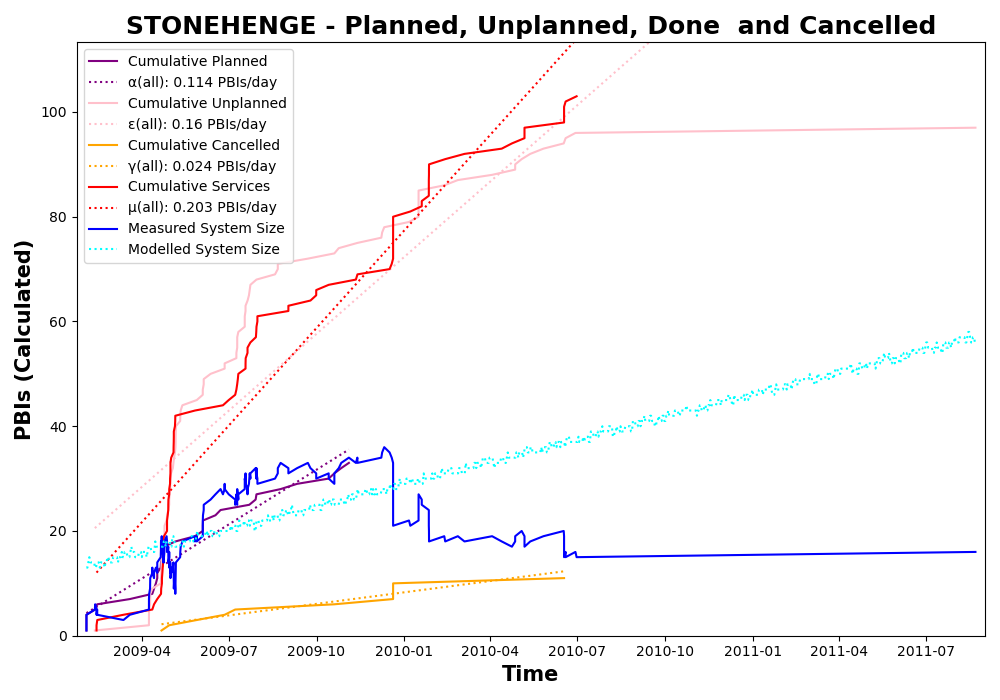 STONEHENGE - Planned, Unplanned, Done  and Cancelled
Cumulative Planned
α(all): 0.114 PBIs/day
Cumulative Unplanned
ε(all): 0.16 PBIs/day
Cumulative Cancelled
γ(all): 0.024 PBIs/day
Cumulative Services
μ(all): 0.203 PBIs/day
Measured System Size
Modelled System Size
PBIs (Calculated)
100
80
60
40
20
0
2009-04 2009-07 2009-10 2010-01 2010-04 2010-07 2010-10 2011-01 2011-04 2011-07
Time